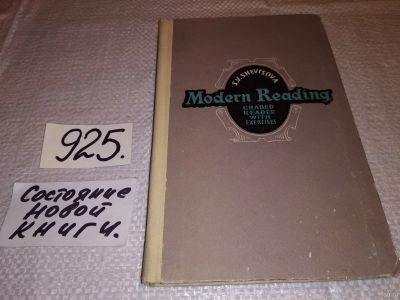 S.V. SHEVTSOVA
Modern Reading
GRADED
READER
WITH
EXERCISES
925.
Состояние
новой
книги.